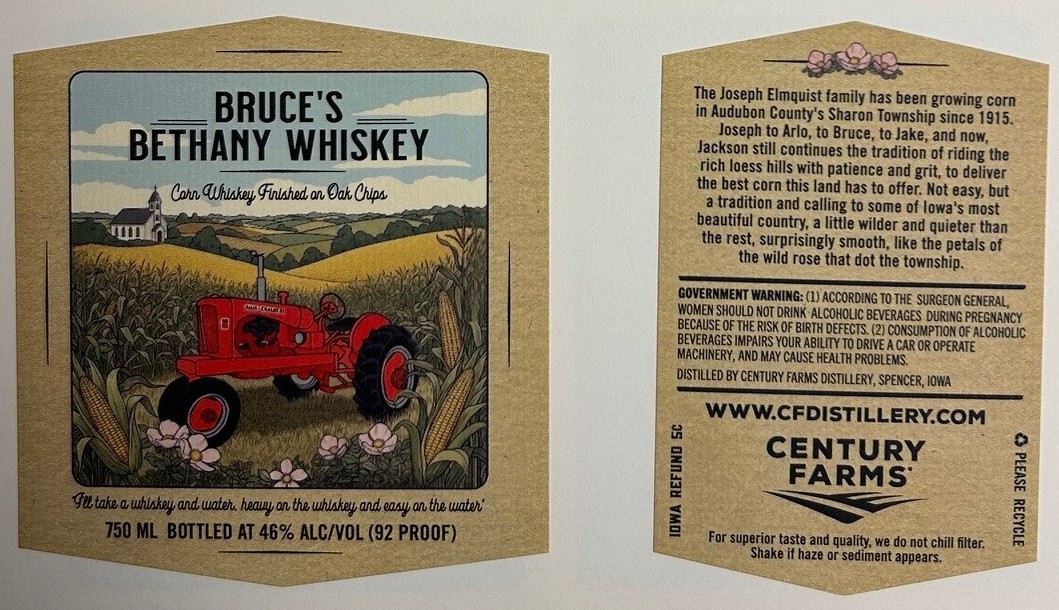 BRUCE'S
BETHANY WHISKEY
Corn Whiskey Finished on Oak Chips
ALLIS-CHALMERS
"I'll take a whiskey and water, heavy on the whiskey and easy on the water"
750 ML BOTTLED AT 46% ALC/VOL (92 PROOF)
The Joseph Elmquist family has been growing corn
in Audubon County's Sharon Township since 1915.
Joseph to Arlo, to Bruce, to Jake, and now,
Jackson still continues the tradition of riding the
rich loess hills with patience and grit, to deliver
the best corn this land has to offer. Not easy, but
a tradition and calling to some of Iowa's most
beautiful country, a little wilder and quieter than
the rest, surprisingly smooth, like the petals of
the wild rose that dot the township.
GOVERNMENT WARNING: (1) ACCORDING TO THE SURGEON GENERAL,
WOMEN SHOULD NOT DRINK ALCOHOLIC BEVERAGES DURING PREGNANCY
BECAUSE OF THE RISK OF BIRTH DEFECTS. (2) CONSUMPTION OF ALCOHOLIC
BEVERAGES IMPAIRS YOUR ABILITY TO DRIVE A CAR OR OPERATE
MACHINERY, AND MAY CAUSE HEALTH PROBLEMS.
DISTILLED BY CENTURY FARMS DISTILLERY, SPENCER, IOWA
WWW.CFDISTILLERY.COM
IOWA REFUND 5C
CENTURY
FARMS
PLEASE RECYCLE
For superior taste and quality, we do not chill filter.
Shake if haze or sediment appears.